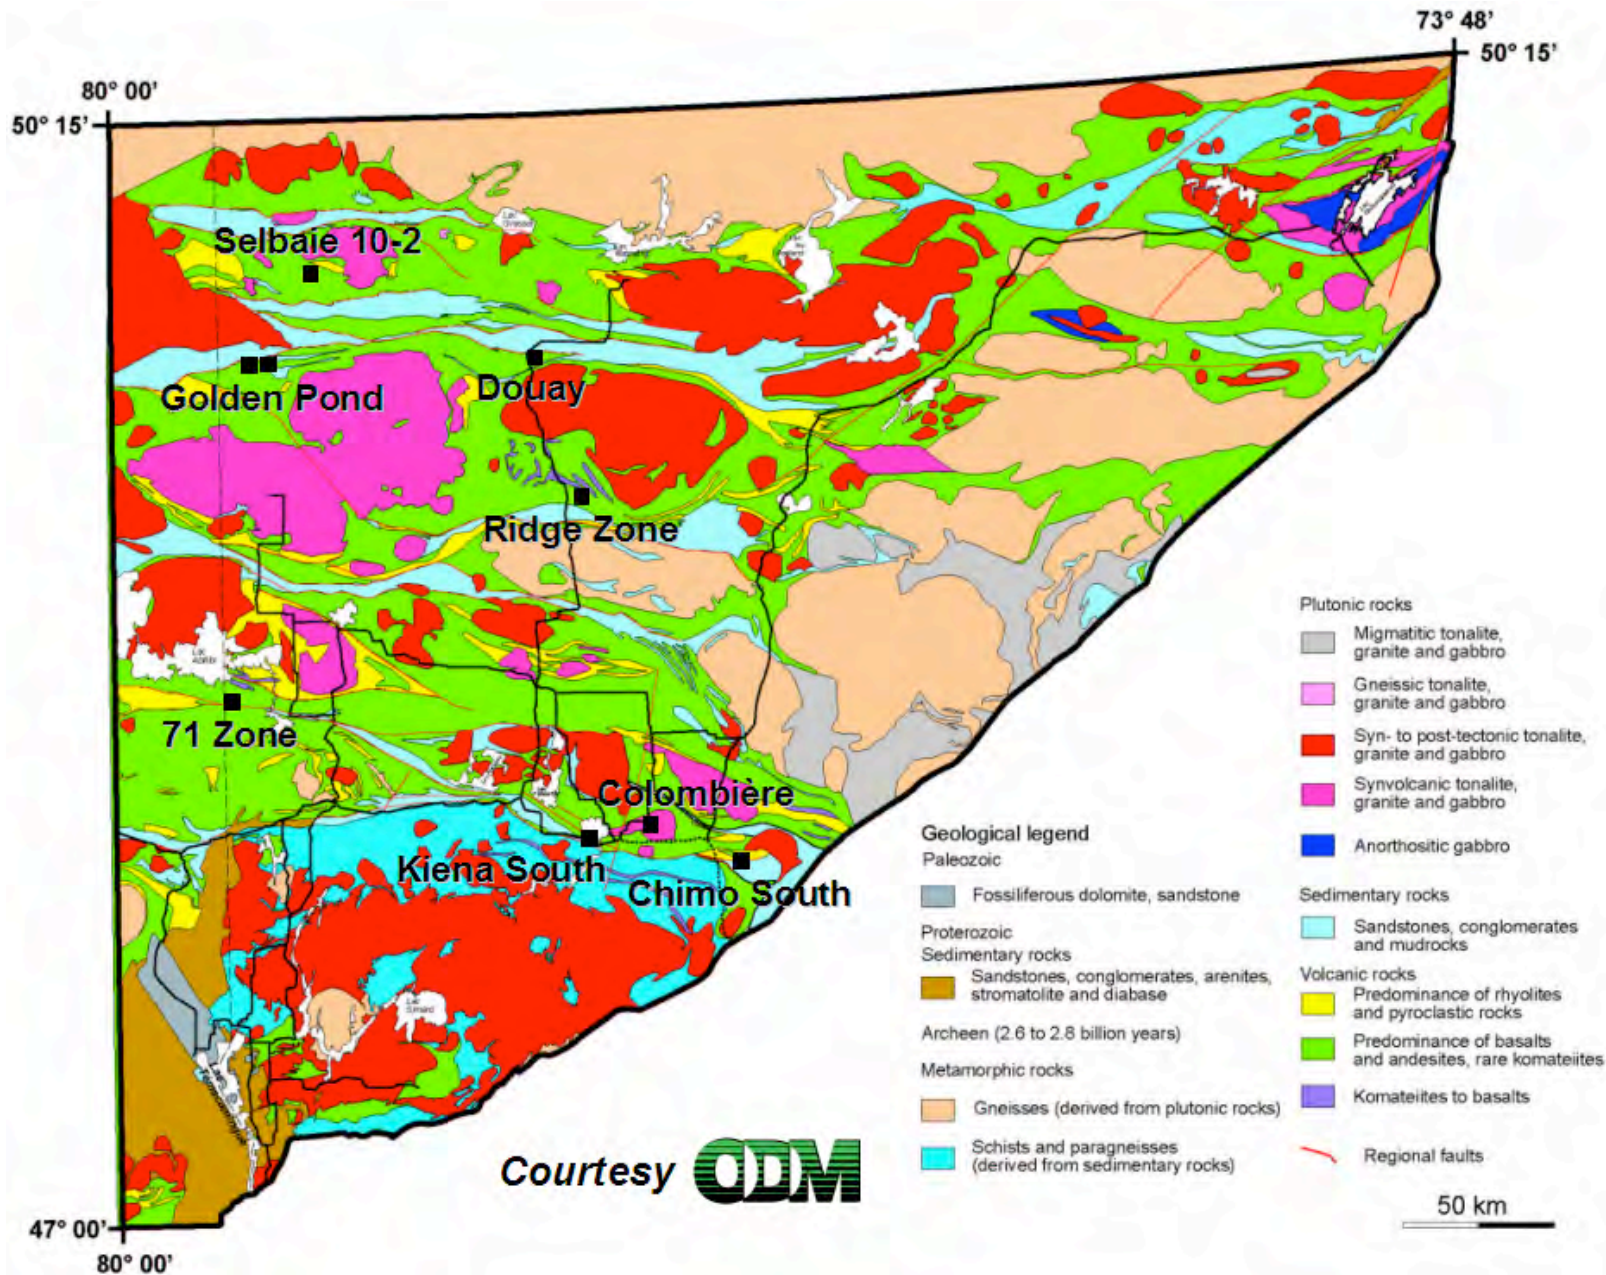 73° 48'
50° 15'
80° 00'
50° 15'
Selbaie 10-2
Golden Pond
Douay
Ridge Zone
71 Zone
Colombière
Kiena South
Chimo South
47° 00'
80° 00'
Courtesy ODM
Geological legend
Paleozoic
Fossiliferous dolomite, sandstone
Proterozoic
Sedimentary rocks
Sandstones, conglomerates, arenites,
stromatolite and diabase
Archeen (2.6 to 2.8 billion years)
Metamorphic rocks
Gneisses (derived from plutonic rocks)
Schists and paragneisses
(derived from sedimentary rocks)
Plutonic rocks
Migmatitic tonalite,
granite and gabbro
Gneissic tonalite,
granite and gabbro
Syn- to post-tectonic tonalite,
granite and gabbro
Synvolcanic tonalite,
granite and gabbro
Anorthositic gabbro
Sedimentary rocks
Sandstones, conglomerates
and mudrocks
Volcanic rocks
Predominance of rhyolites
and pyroclastic rocks
Predominance of basalts
and andesites, rare komateiites
Komateiites to basalts
Regional faults
50 km